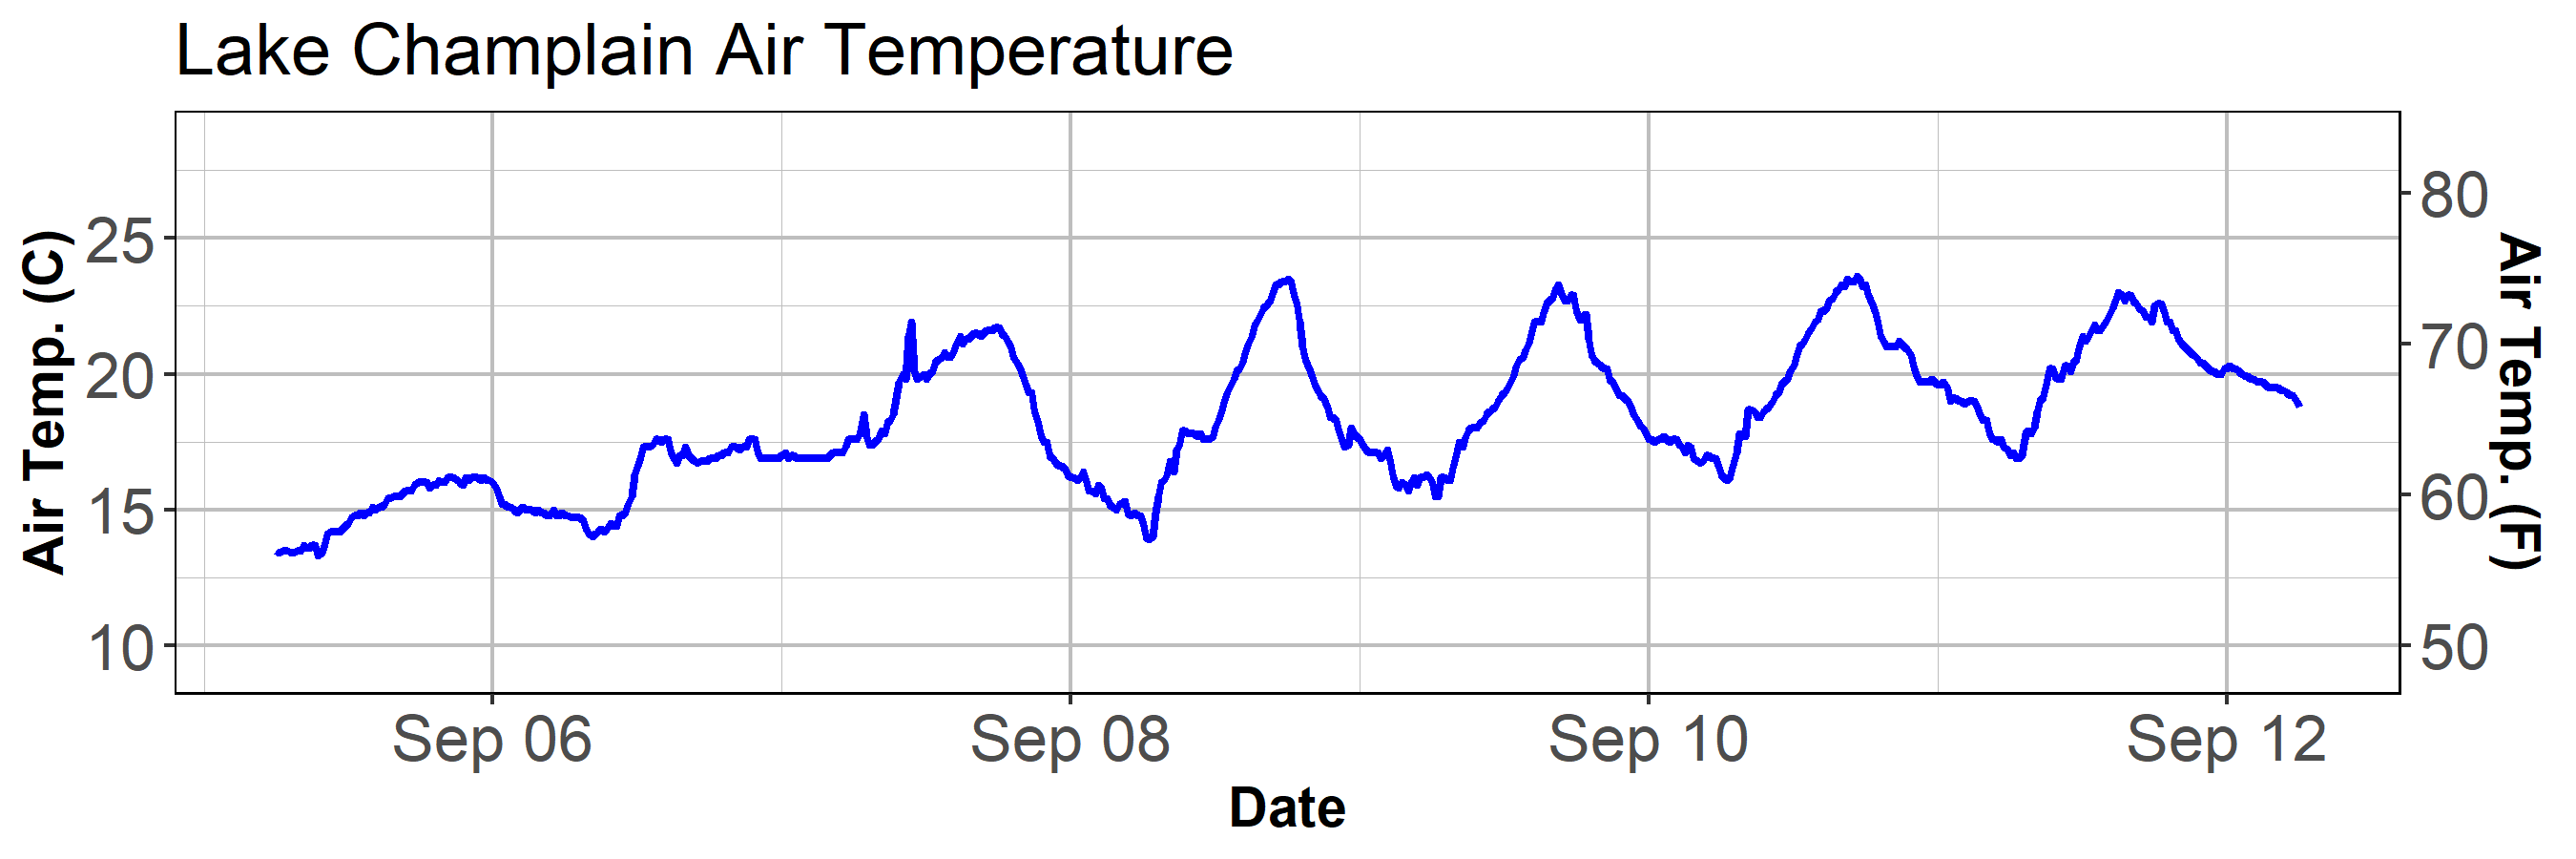 Lake Champlain Air Temperature
Air Temp. (C)
25
20
15
10
80
70
60
50
Air Temp. (F)
Sep 06
Sep 08
Sep 10
Sep 12
Date